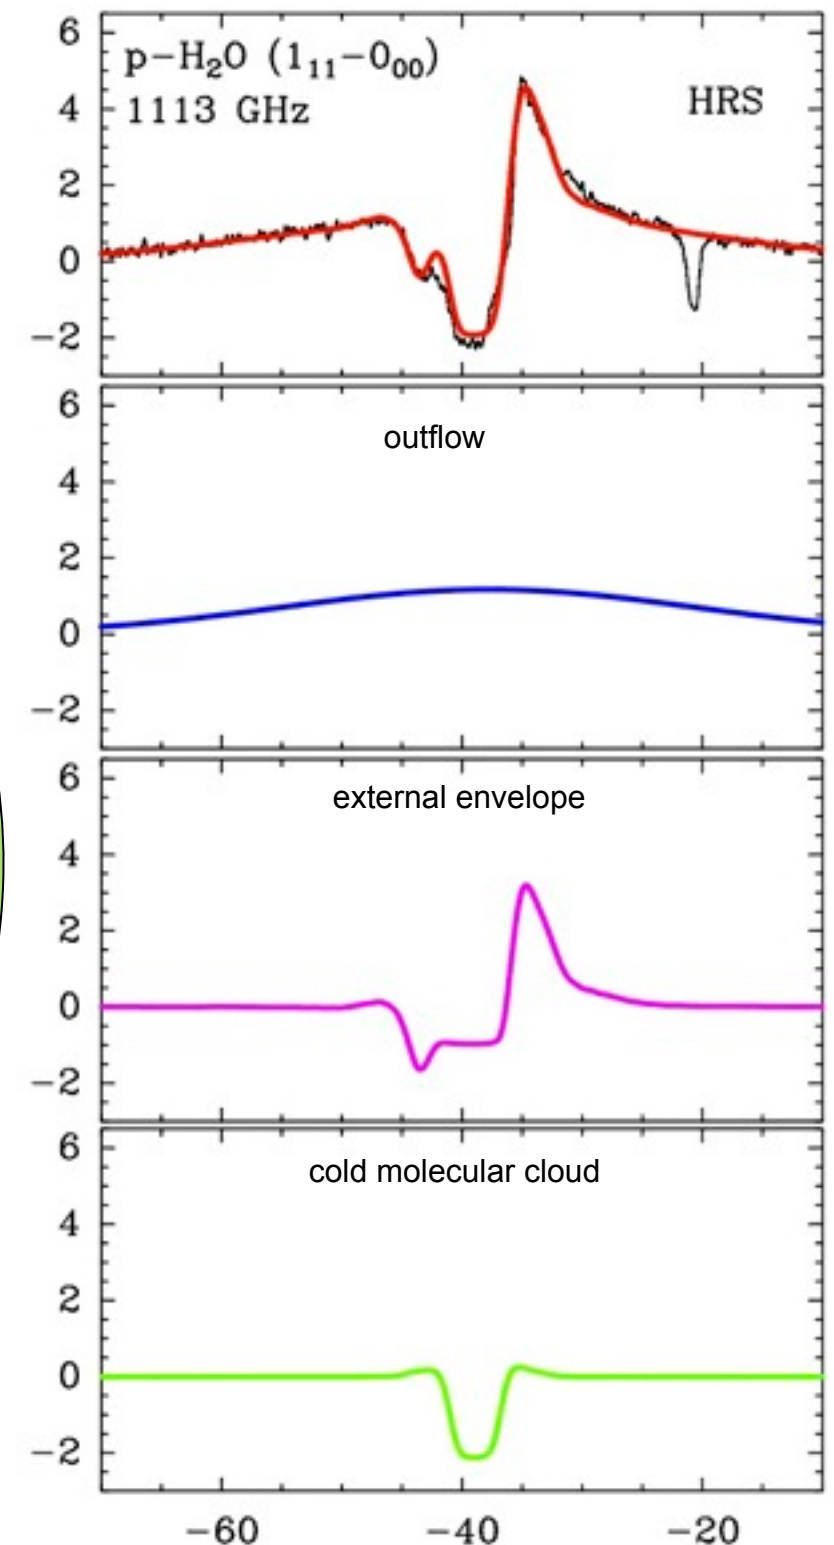 6
p−H₂O (1₁₁−0₀₀)
4
1113 GHz
HRS
2
0
−2
6
outflow
4
2
0
−2
6
external envelope
4
2
0
−2
6
cold molecular cloud
4
2
0
−2
−60 −40 −20